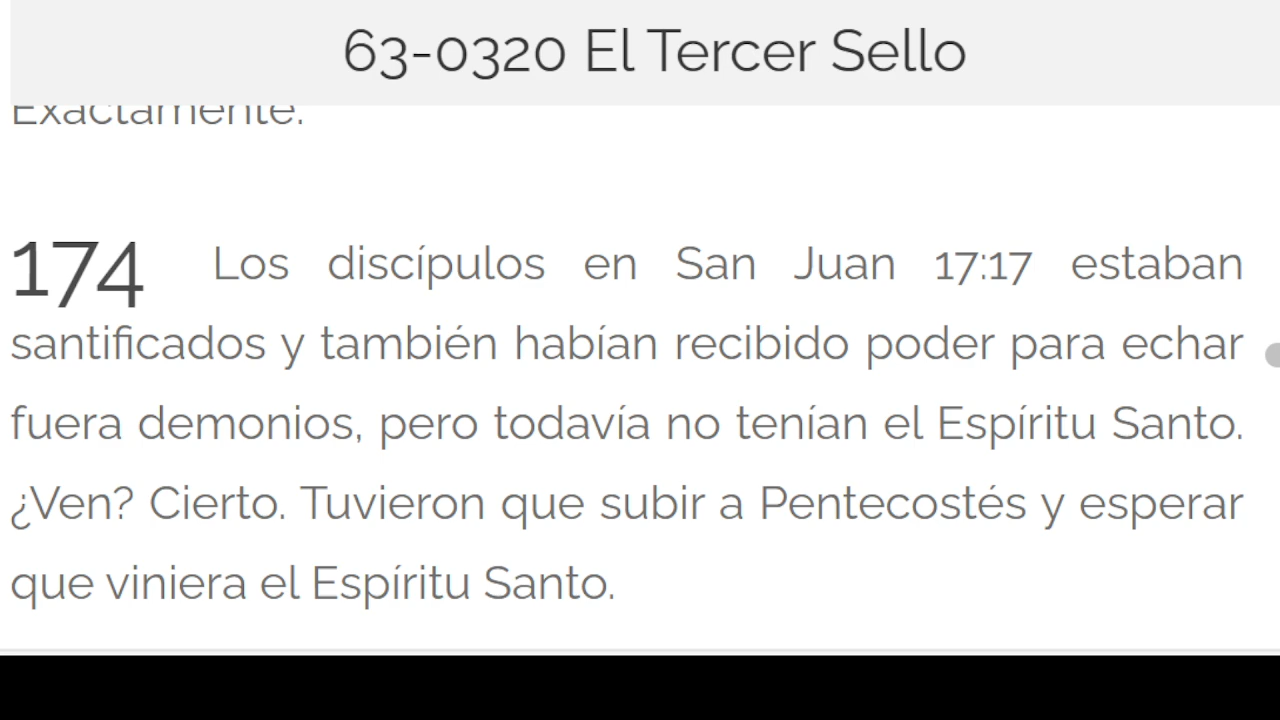 63-0320 El Tercer Sello
Exactamente.
174 Los discípulos en San Juan 17:17 estaban
santificados y también habían recibido poder para echar
fuera demonios, pero todavía no tenían el Espíritu Santo.
¿Ven? Cierto. Tuvieron que subir a Pentecostés y esperar
que viniera el Espíritu Santo.